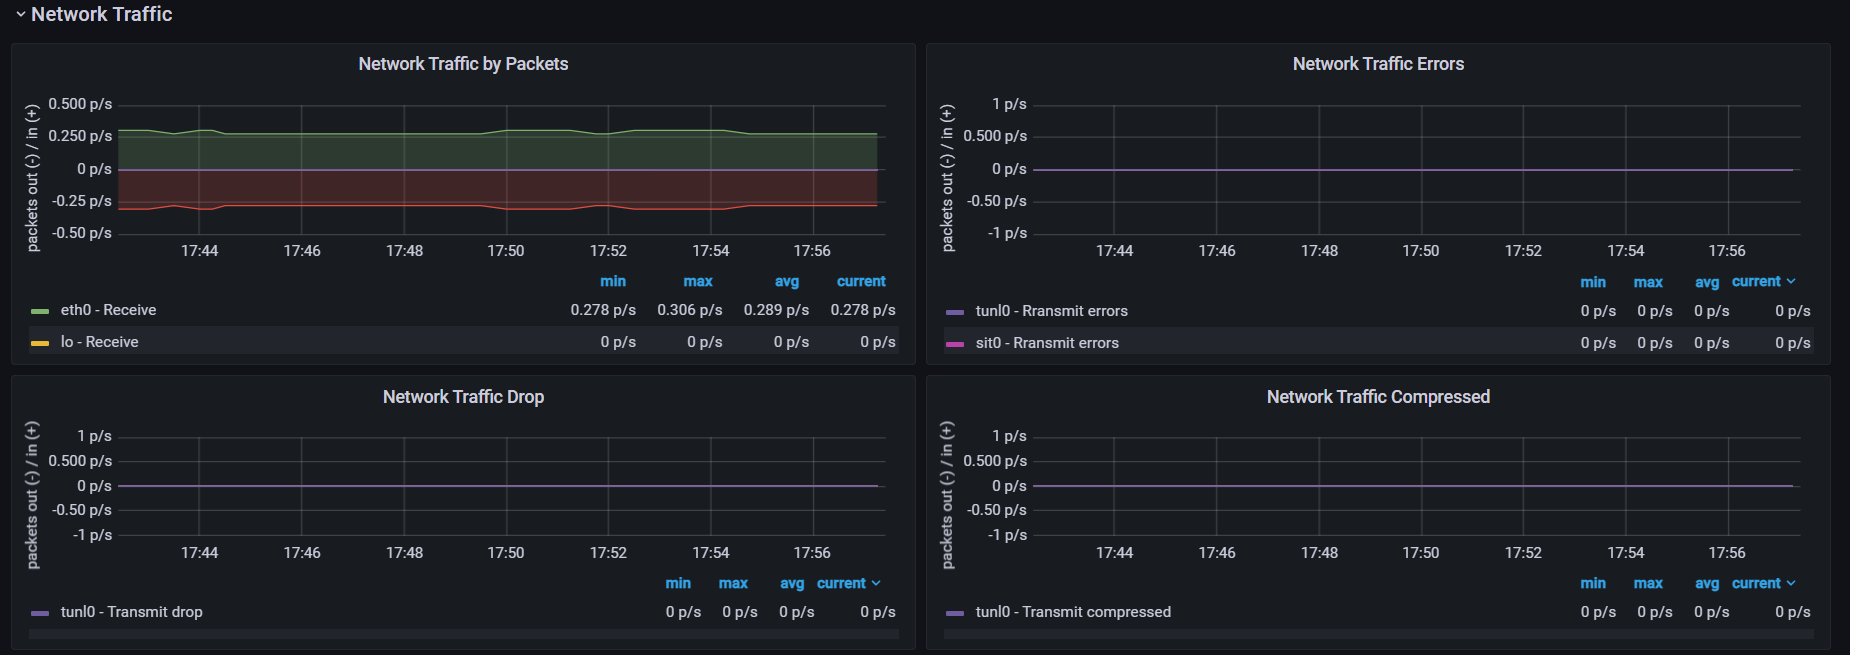 Network Traffic
Network Traffic by Packets
packets out (-) / in (+)
0.500 p/s
0.250 p/s
0 p/s
-0.25 p/s
-0.50 p/s
17:44 17:46 17:48 17:50 17:52 17:54 17:56
min max avg current
eth0 - Receive 0.278 p/s 0.306 p/s 0.289 p/s 0.278 p/s
lo - Receive 0 p/s 0 p/s 0 p/s 0 p/s
Network Traffic Errors
packets out (-) / in (+)
1 p/s
0.500 p/s
0 p/s
-0.50 p/s
-1 p/s
17:44 17:46 17:48 17:50 17:52 17:54 17:56
min max avg current
tunl0 - Rransmit errors 0 p/s 0 p/s 0 p/s 0 p/s
sit0 - Rransmit errors 0 p/s 0 p/s 0 p/s 0 p/s
Network Traffic Drop
packets out (-) / in (+)
1 p/s
0.500 p/s
0 p/s
-0.50 p/s
-1 p/s
17:44 17:46 17:48 17:50 17:52 17:54 17:56
min max avg current
tunl0 - Transmit drop 0 p/s 0 p/s 0 p/s 0 p/s
Network Traffic Compressed
packets out (-) / in (+)
1 p/s
0.500 p/s
0 p/s
-0.50 p/s
-1 p/s
17:44 17:46 17:48 17:50 17:52 17:54 17:56
min max avg current
tunl0 - Transmit compressed 0 p/s 0 p/s 0 p/s 0 p/s